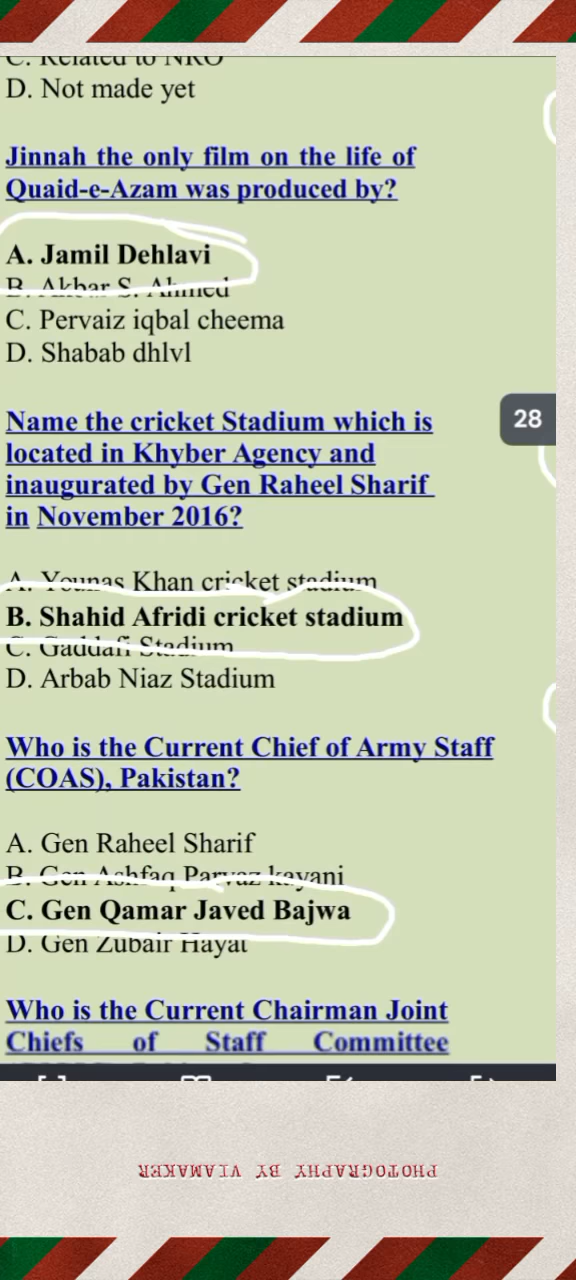 C. Related to NRO
D. Not made yet
Jinnah the only film on the life of
Quaid-e-Azam was produced by?
A. Jamil Dehlavi
B. Akbar S. Ahmed
C. Pervaiz iqbal cheema
D. Shabab dhlvl
Name the cricket Stadium which is
located in Khyber Agency and
inaugurated by Gen Raheel Sharif
in November 2016?
28
A. Younas Khan cricket stadium
B. Shahid Afridi cricket stadium
C. Gaddafi Stadium
D. Arbab Niaz Stadium
Who is the Current Chief of Army Staff
(COAS), Pakistan?
A. Gen Raheel Sharif
B. Gen Ashfaq Parvaz kayani
C. Gen Qamar Javed Bajwa
D. Gen Zubair Hayat
Who is the Current Chairman Joint
Chiefs of Staff Committee
PHOTOGRAPHY BY VIAMAKER